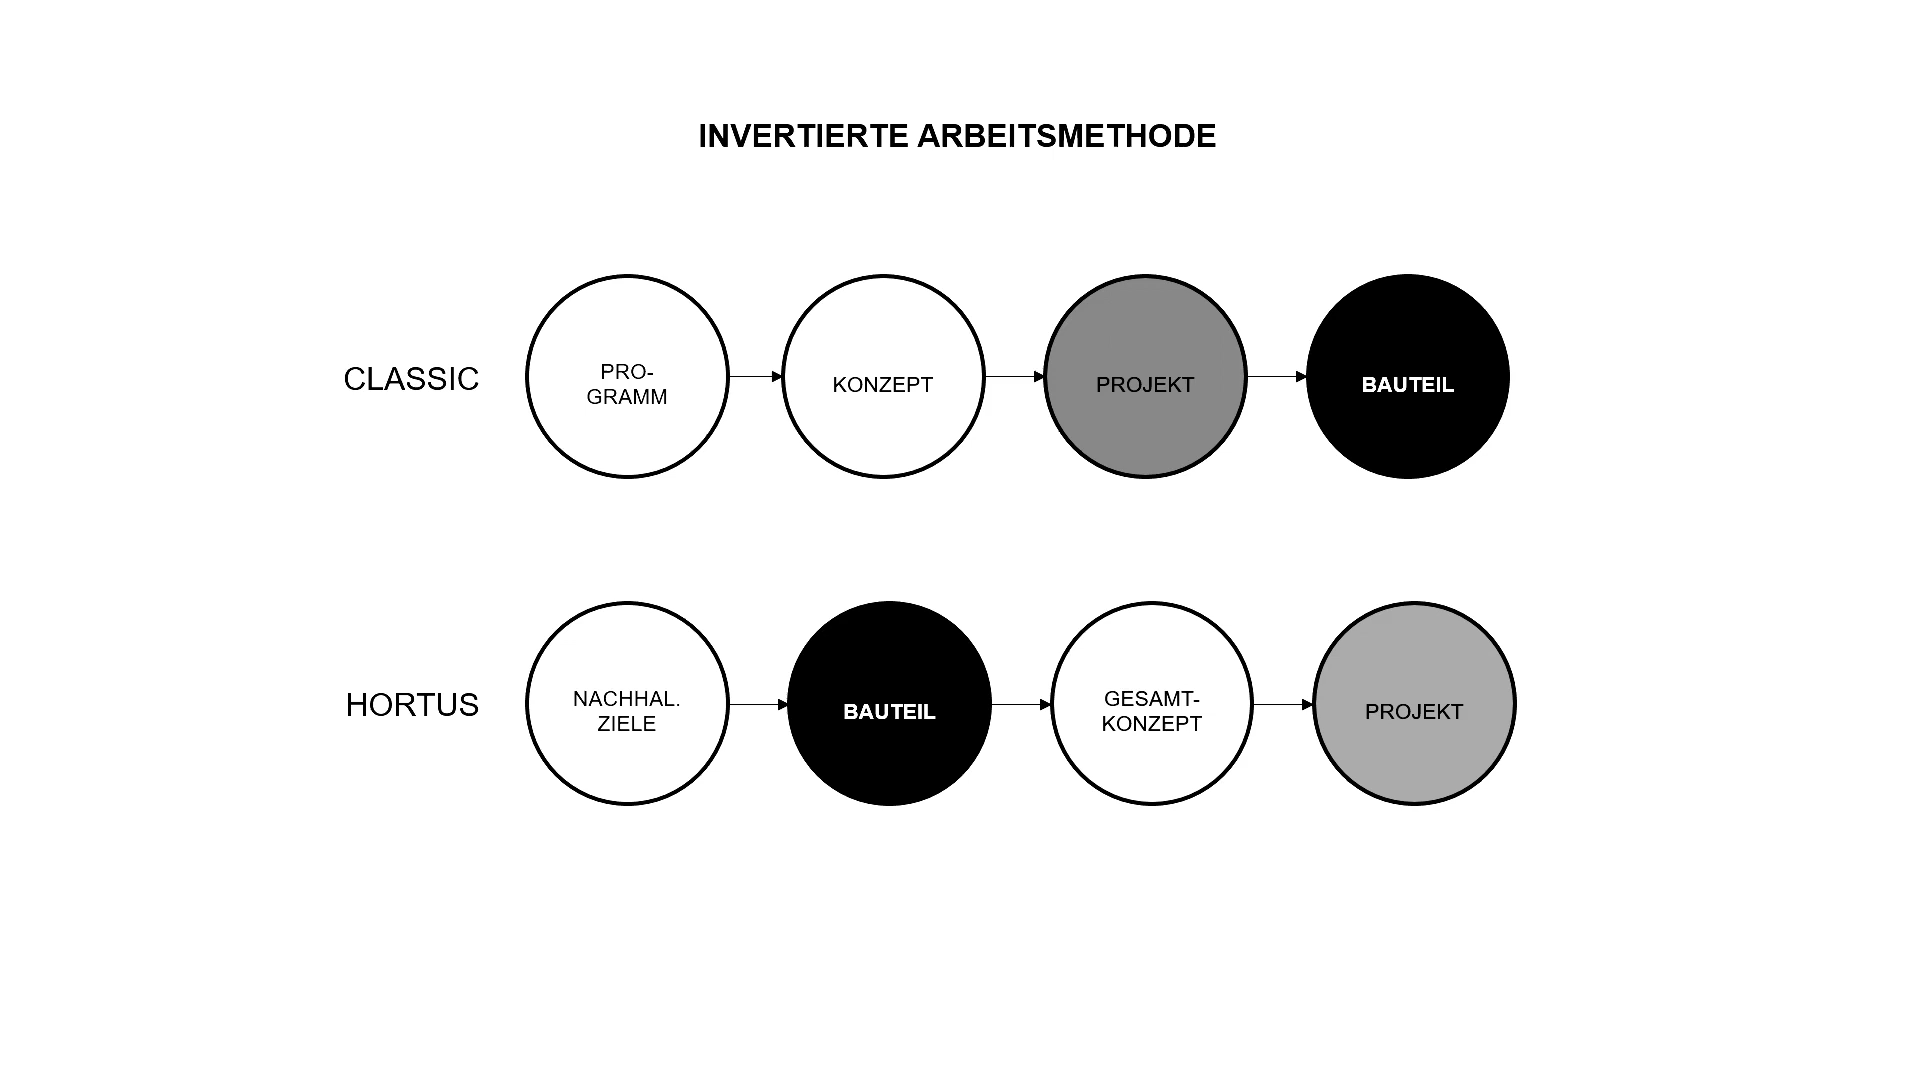 INVERTIERTE ARBEITSMETHODE
CLASSIC
PRO-
GRAMM
KONZEPT
PROJEKT
BAUTEIL
HORTUS
NACHHAL.
ZIELE
BAUTEIL
GESAMT-
KONZEPT
PROJEKT